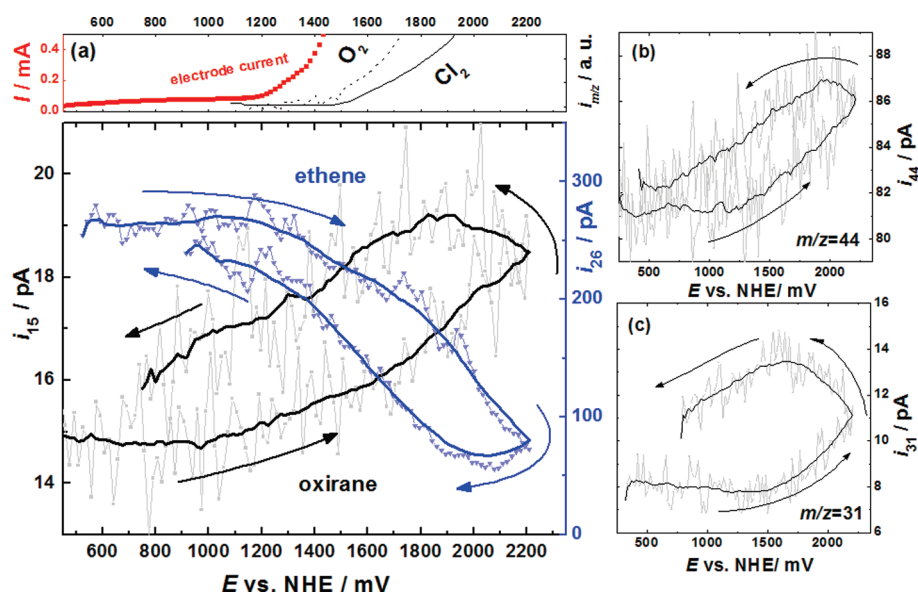 600 800 1000 1200 1400 1600 1800 2000 2200
(a)
0.4
0.2
0.0
I / mA
electrode current
O2
Cl2
i m/z / a. u.
ethene
oxirane
20
18
16
14
i15 / pA
300
200
100
0
i26 / pA
600 800 1000 1200 1400 1600 1800 2000 2200
E vs. NHE / mV
(b)
88
86
84
82
80
i44 / pA
m/z=44
500 1000 1500 2000
E vs. NHE/ mV
(c)
16
14
12
10
8
6
i31 / pA
m/z=31
500 1000 1500 2000
E vs. NHE/ mV